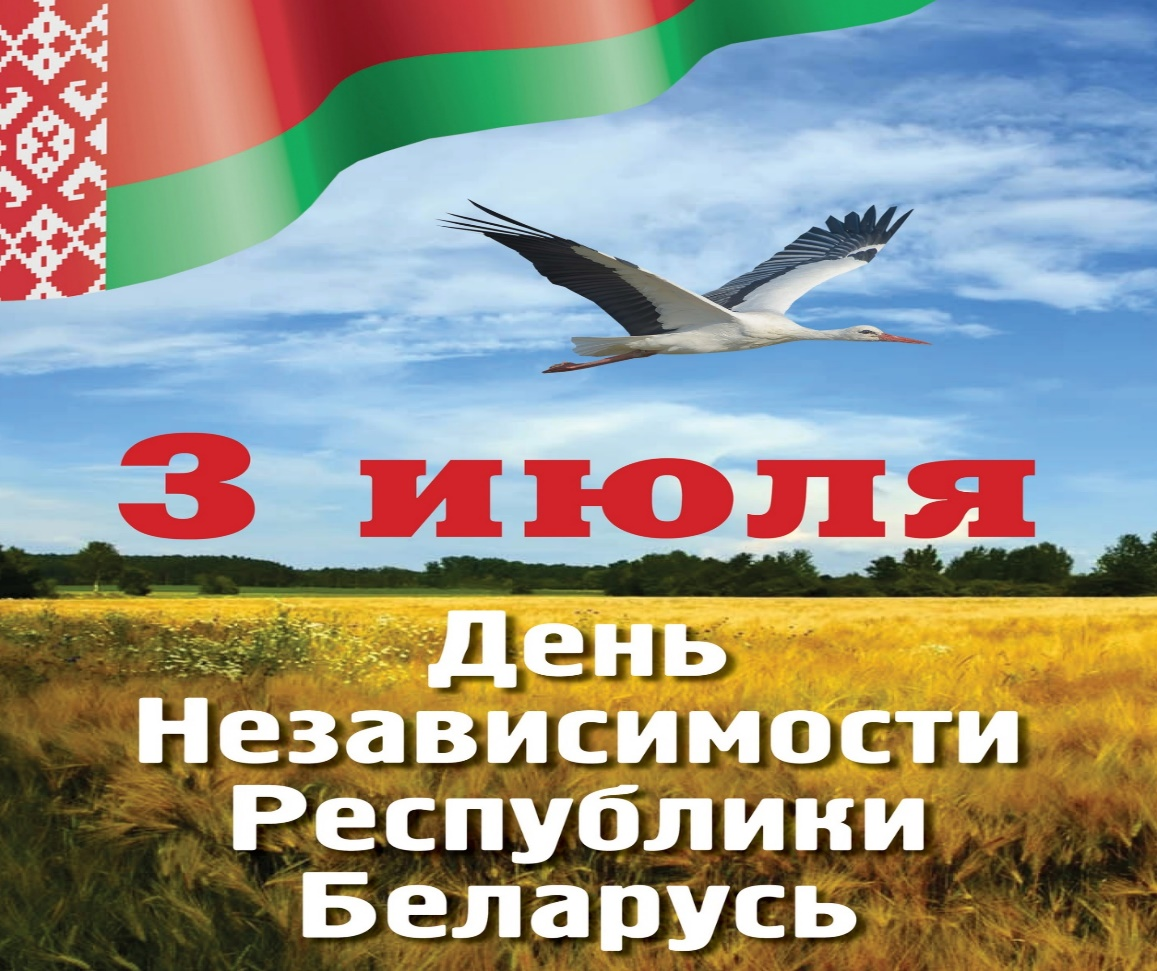 3 июля
День
Независимости
Республики
Беларусь